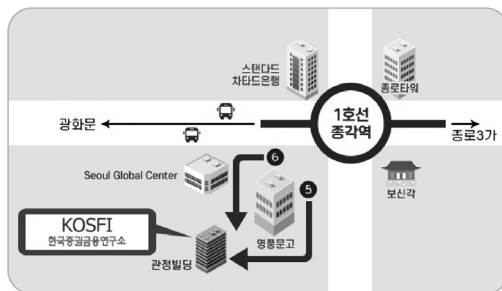 스탠다드
차타드은행
종로타워
1호선
종각역
광화문
종로3가
6
5
Seoul Global Center
보신각
KOSFI
한국증권금융연구소
영풍문고
관정빌딩